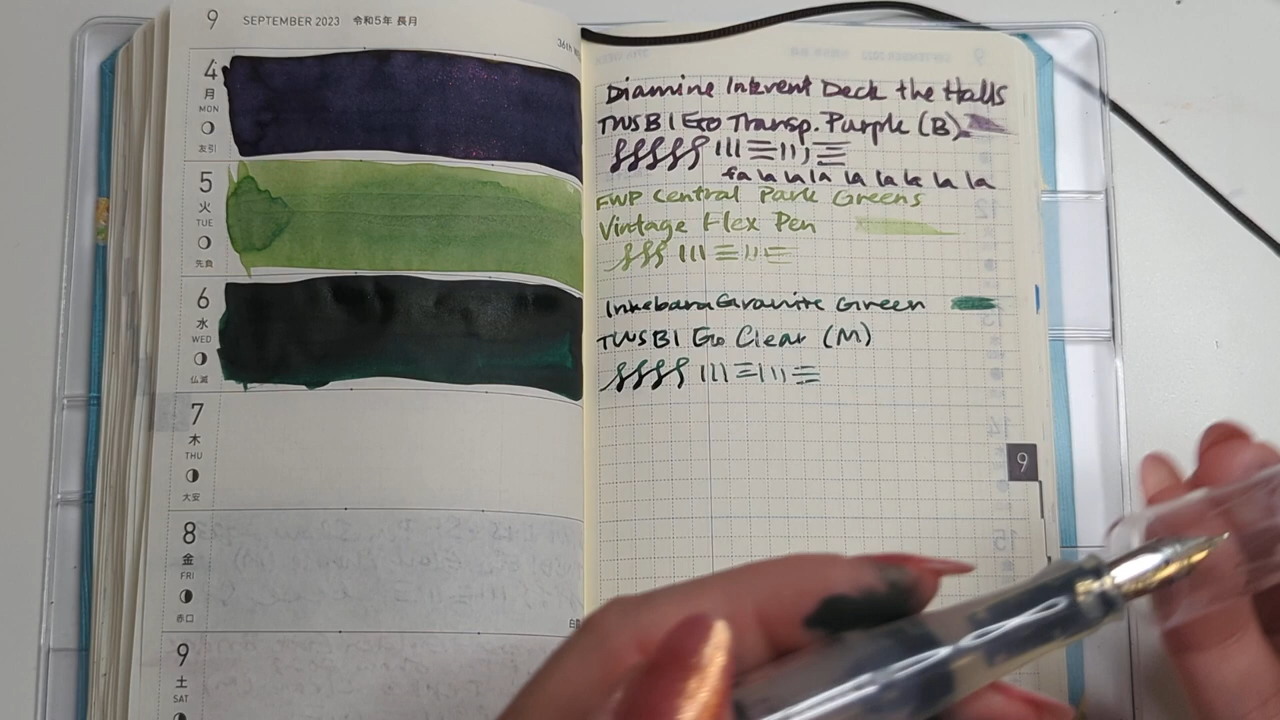 9 SEPTEMBER 2023 令和5年 長月
36th
4
月
MON
友引
5
火
TUE
先負
6
水
WED
仏滅
7
木
THU
大安
8
金
FRI
赤口
9
土
SAT
Diamine Inkvent Deck the Halls
TWSBI Eco Transp. Purple (B)
fa la la la la la la la la
FWP Central Park Greens
Vintage Flex Pen
Inkebara Granite Green
TWSBI Go Clear (M)
9